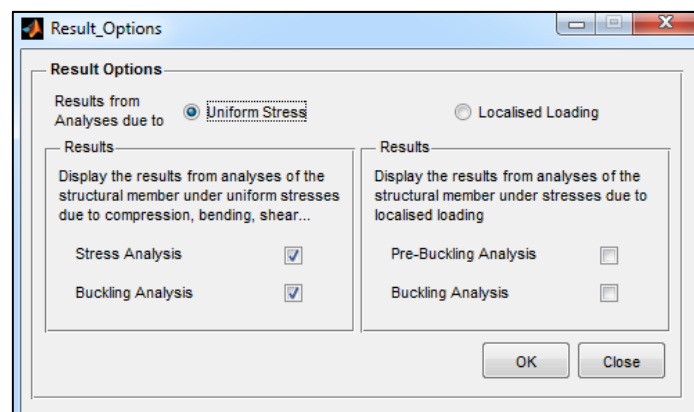 Result_Options
Result Options
Results from
Analyses due to
Uniform Stress
Localised Loading
Results
Display the results from analyses of the
structural member under uniform stresses
due to compression, bending, shear...
Stress Analysis
Buckling Analysis
Results
Display the results from analyses of the
structural member under stresses due to
localised loading
Pre-Buckling Analysis
Buckling Analysis
OK
Close